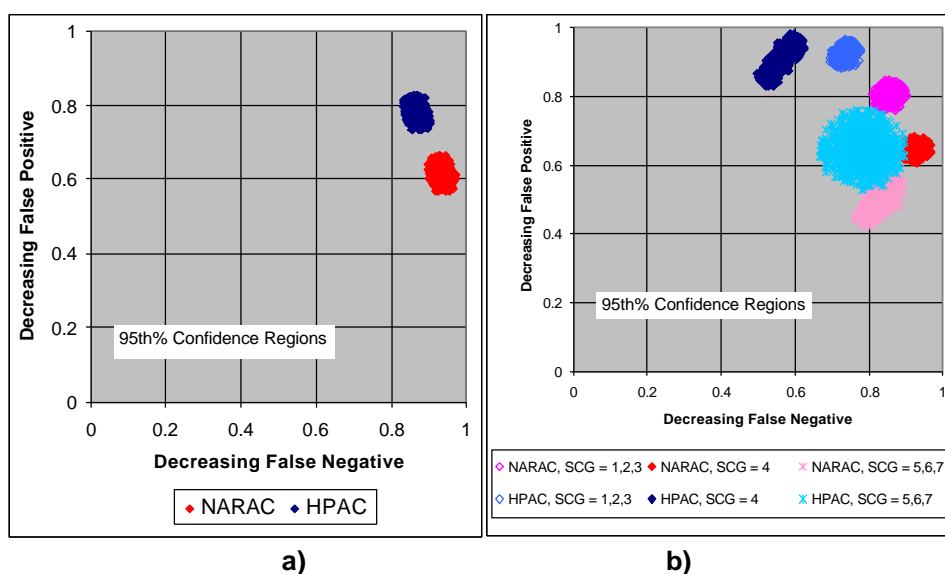 1
0.8
0.6
0.4
0.2
0
Decreasing False Positive
95th% Confidence Regions
0 0.2 0.4 0.6 0.8 1
Decreasing False Negative
NARAC HPAC
a)
1
0.8
0.6
0.4
0.2
0
Decreasing False Positive
95th% Confidence Regions
0 0.2 0.4 0.6 0.8 1
Decreasing False Negative
NARAC, SCG = 1,2,3 NARAC, SCG = 4 NARAC, SCG = 5,6,7
HPAC, SCG = 1,2,3 HPAC, SCG = 4 HPAC, SCG = 5,6,7
b)